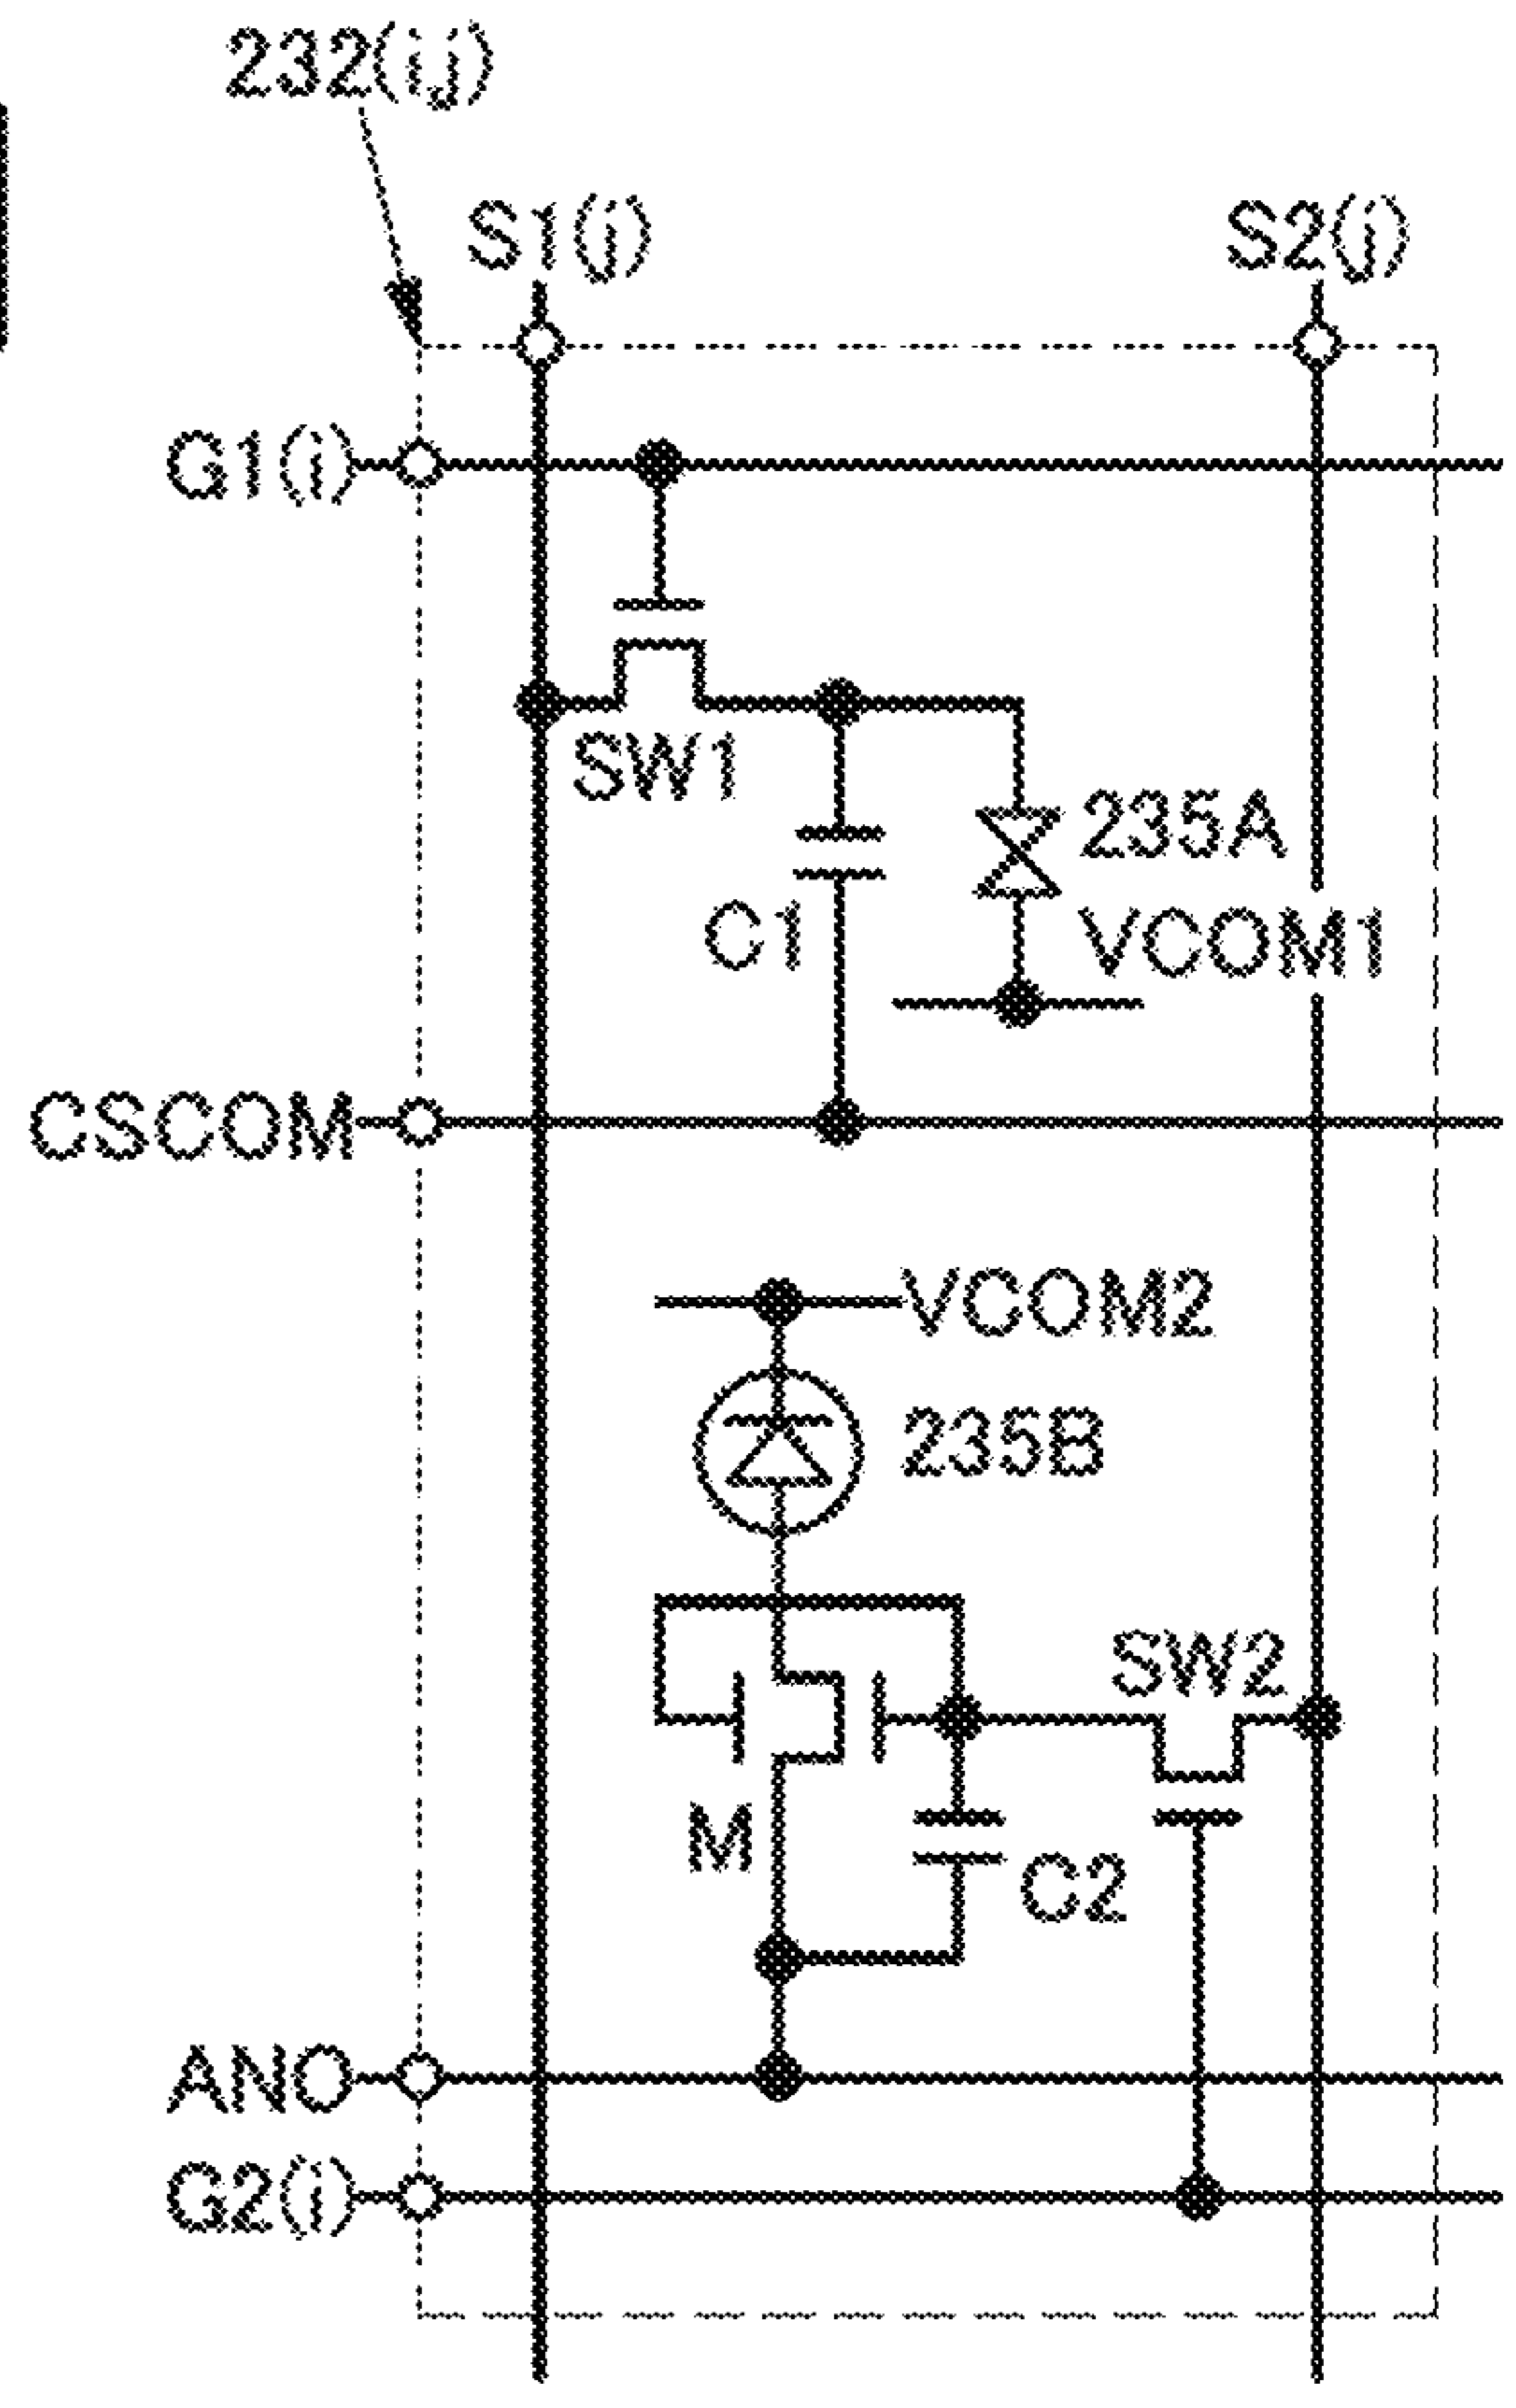 232(i,j)
S1(j)
S2(j)
G1(i)
SW1
235A
C1
VCOM1
CSCOM
VCOM2
235B
SW2
M
C2
ANO
G2(i)